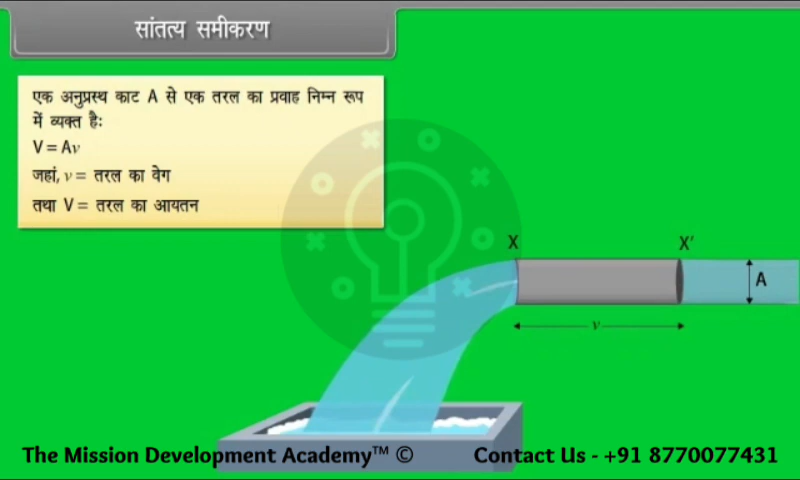 सांतत्य समीकरण
एक अनुप्रस्थ काट A से एक तरल का प्रवाह निम्न रूप
में व्यक्त है:
V = Av
जहां, v = तरल का वेग
तथा V = तरल का आयतन
X X'
A
v
The Mission Development Academy™ © Contact Us - +91 8770077431